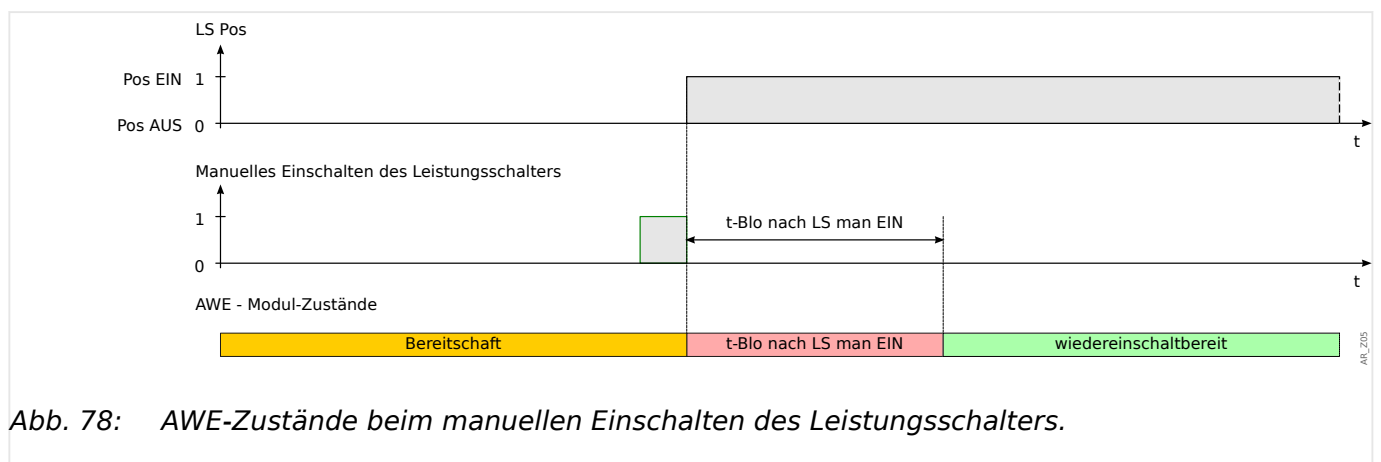 LS Pos
Pos EIN 1
Pos AUS 0
t
Manuelles Einschalten des Leistungsschalters
1
t-Blo nach LS man EIN
0
t
AWE - Modul-Zustände
Bereitschaft t-Blo nach LS man EIN wiedereinschaltbereit
AR_Z05
Abb. 78: AWE-Zustände beim manuellen Einschalten des Leistungsschalters.